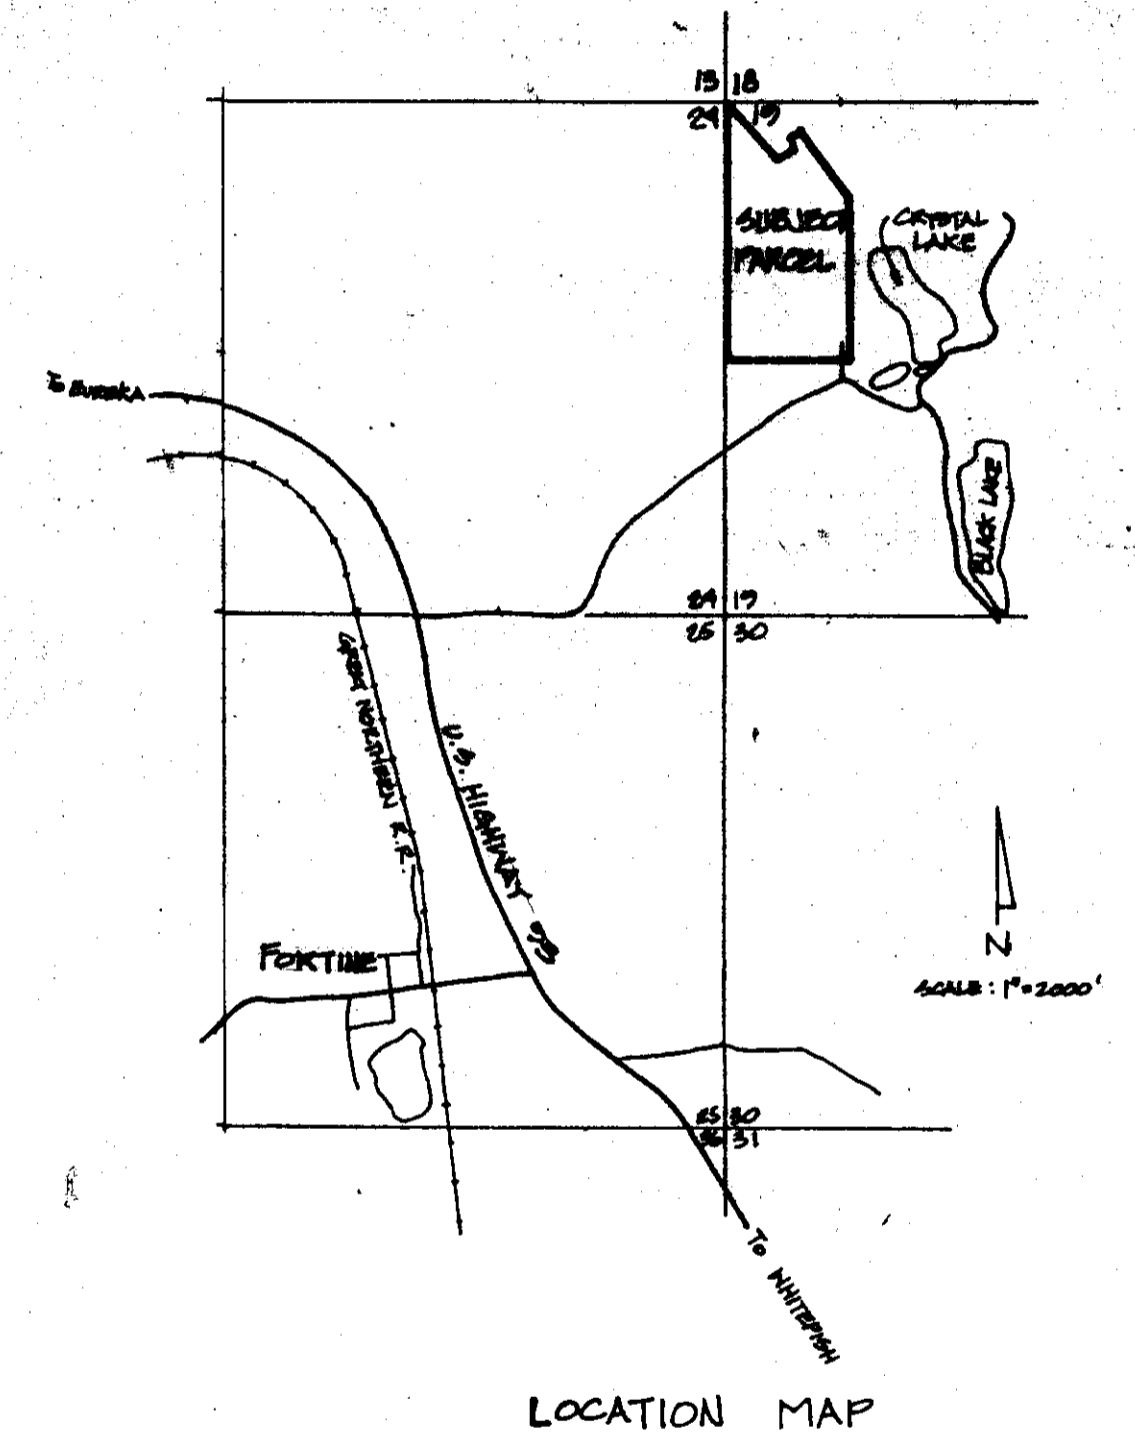 13 18
24 19
SUBJECT
PARCEL
CRYSTAL
LAKE
TO EUREKA
BLACK LAKE
24 19
25 30
GREAT NORTHERN R.R.
U.S. HIGHWAY 93
FORTINE
N
SCALE: 1"=2000'
25 30
36 31
TO WHITEFISH
LOCATION MAP